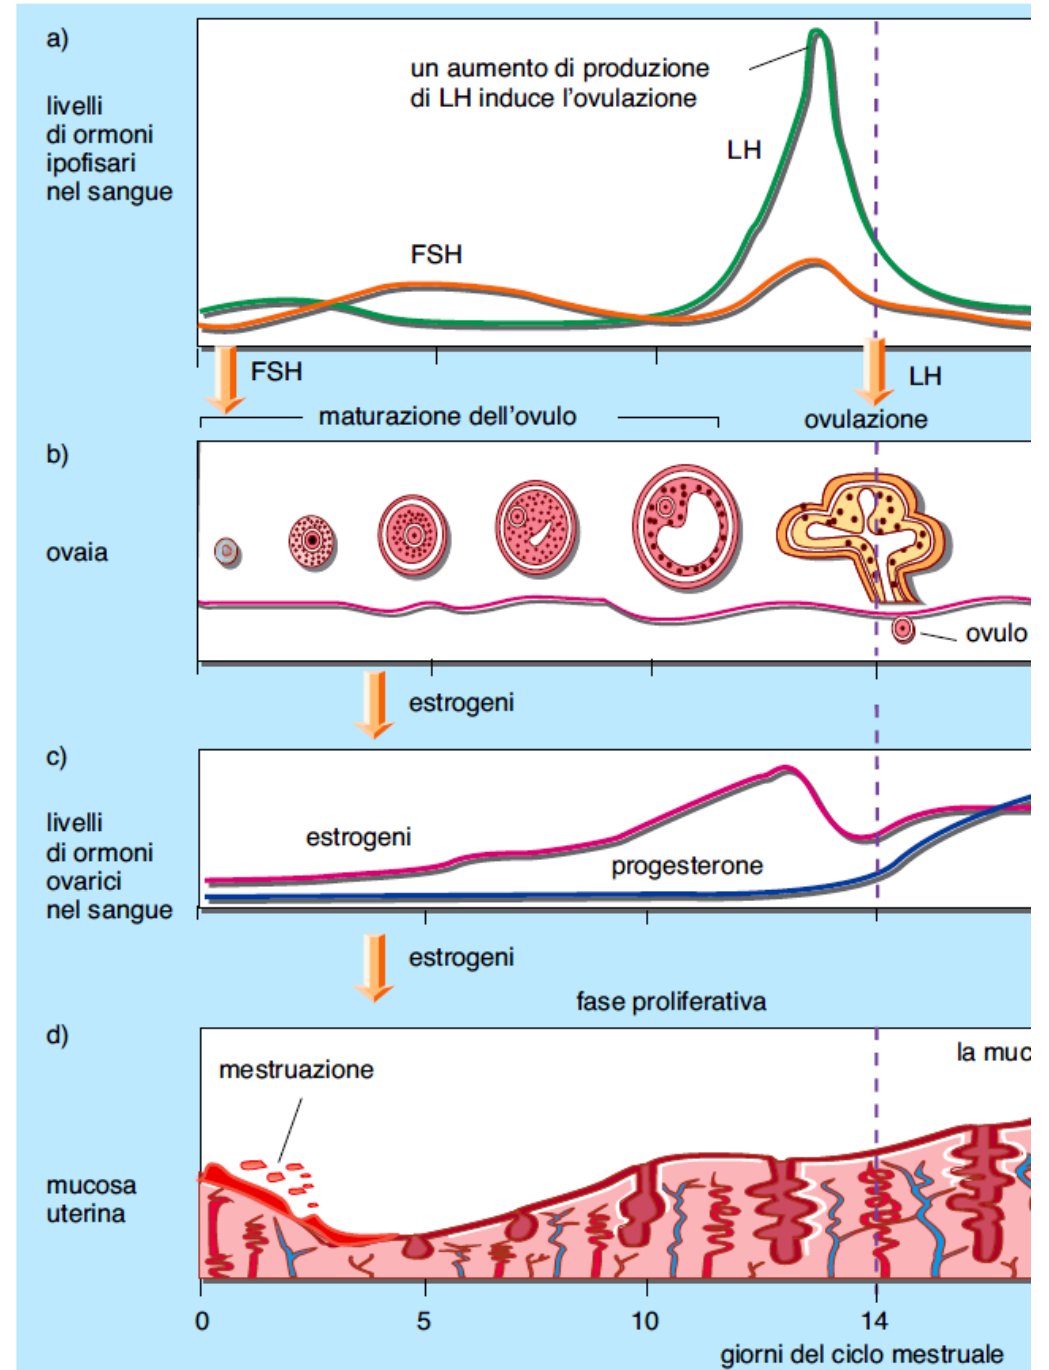 a)
livelli
di ormoni
ipofisari
nel sangue
un aumento di produzione
di LH induce l'ovulazione
LH
FSH
FSH
LH
maturazione dell'ovulo
ovulazione
b)
ovaia
ovulo
estrogeni
c)
livelli
di ormoni
ovarici
nel sangue
estrogeni
progesterone
estrogeni
fase proliferativa
d)
la muc
mestruazione
mucosa
uterina
0 5 10 14
giorni del ciclo mestruale